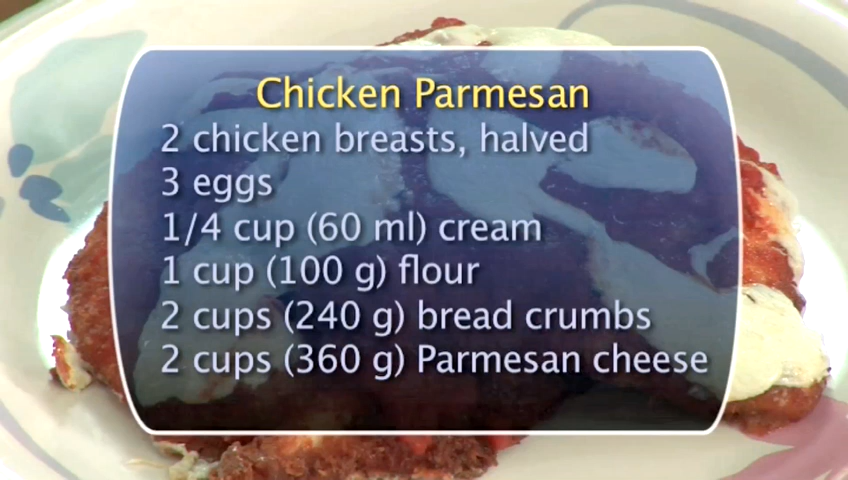 Chicken Parmesan
2 chicken breasts, halved
3 eggs
1/4 cup (60 ml) cream
1 cup (100 g) flour
2 cups (240 g) bread crumbs
2 cups (360 g) Parmesan cheese